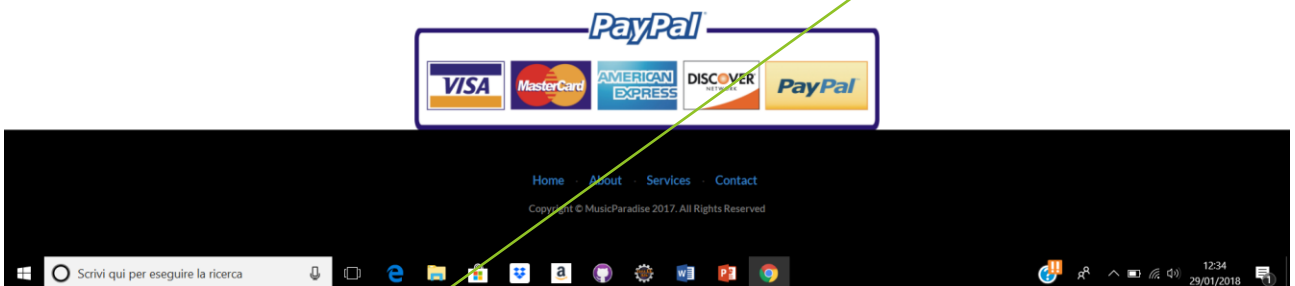 PayPal
VISA MasterCard AMERICAN EXPRESS DISCOVER NETWORK PayPal
Home · About · Services · Contact
Copyright © MusicParadise 2017. All Rights Reserved
Scrivi qui per eseguire la ricerca
12:34
29/01/2018